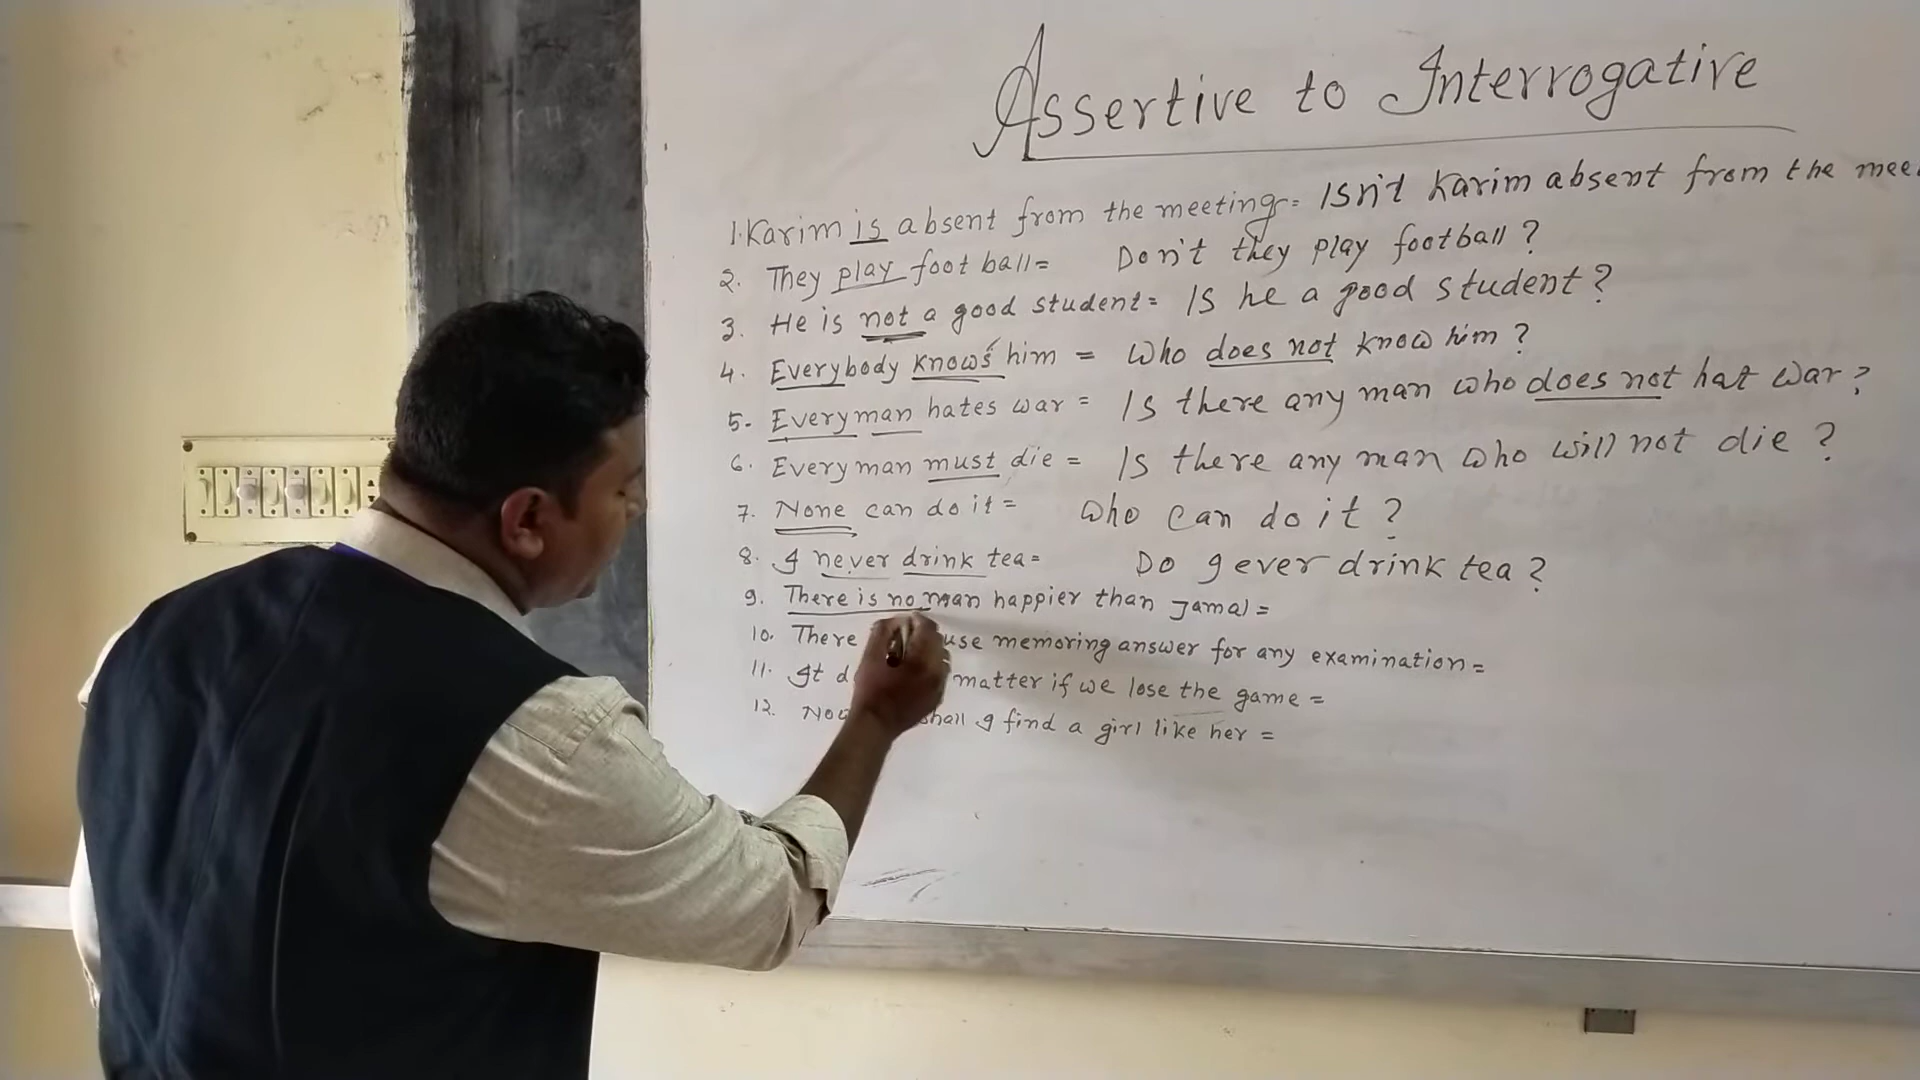 Assertive to Interrogative
1. Karim is absent from the meeting = Isn't Karim absent from the mee
2. They play foot ball = Don't they play football?
3. He is not a good student = Is he a good student?
4. Everybody knows him = Who does not know him?
5. Every man hates war = Is there any man who does not hat war?
6. Every man must die = Is there any man who will not die?
7. None can do it = Who can do it?
8. I never drink tea = Do I ever drink tea?
9. There is no man happier than Jamal =
10. There use memoring answer for any examination =
11. It matter if we lose the game =
12. shall I find a girl like her =